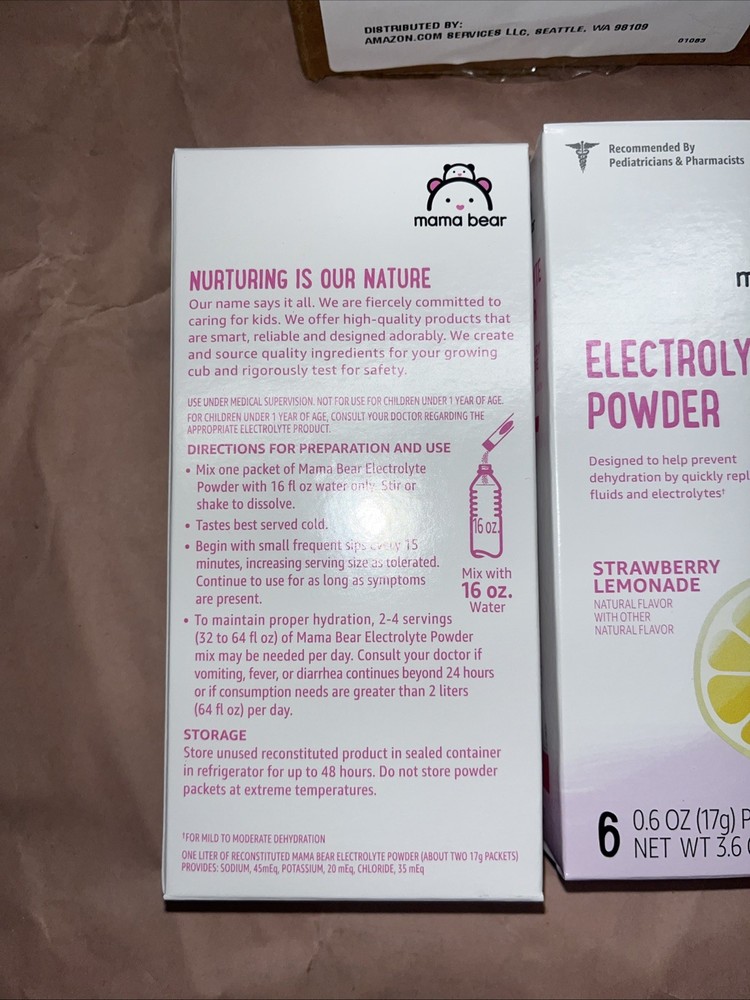 DISTRIBUTED BY:
AMAZON.COM SERVICES LLC, SEATTLE, WA 98109
01083
mama bear
NURTURING IS OUR NATURE
Our name says it all. We are fiercely committed to
caring for kids. We offer high-quality products that
are smart, reliable and designed adorably. We create
and source quality ingredients for your growing
cub and rigorously test for safety.
USE UNDER MEDICAL SUPERVISION. NOT FOR USE FOR CHILDREN UNDER 1 YEAR OF AGE.
FOR CHILDREN UNDER 1 YEAR OF AGE, CONSULT YOUR DOCTOR REGARDING THE
APPROPRIATE ELECTROLYTE PRODUCT.
DIRECTIONS FOR PREPARATION AND USE
• Mix one packet of Mama Bear Electrolyte
Powder with 16 fl oz water only. Stir or
shake to dissolve.
• Tastes best served cold.
• Begin with small frequent sips every 15
minutes, increasing serving size as tolerated.
Continue to use for as long as symptoms
are present.
• To maintain proper hydration, 2-4 servings
(32 to 64 fl oz) of Mama Bear Electrolyte Powder
mix may be needed per day. Consult your doctor if
vomiting, fever, or diarrhea continues beyond 24 hours
or if consumption needs are greater than 2 liters
(64 fl oz) per day.
16 oz.
Mix with
16 oz.
Water
STORAGE
Store unused reconstituted product in sealed container
in refrigerator for up to 48 hours. Do not store powder
packets at extreme temperatures.
†FOR MILD TO MODERATE DEHYDRATION
ONE LITER OF RECONSTITUTED MAMA BEAR ELECTROLYTE POWDER (ABOUT TWO 17g PACKETS)
PROVIDES: SODIUM, 45mEq, POTASSIUM, 20 mEq, CHLORIDE, 35 mEq
Recommended By
Pediatricians & Pharmacists
m
ELECTROLY
POWDER
Designed to help prevent
dehydration by quickly repl
fluids and electrolytes†
STRAWBERRY
LEMONADE
NATURAL FLAVOR
WITH OTHER
NATURAL FLAVOR
6 0.6 OZ (17g) P
NET WT 3.6